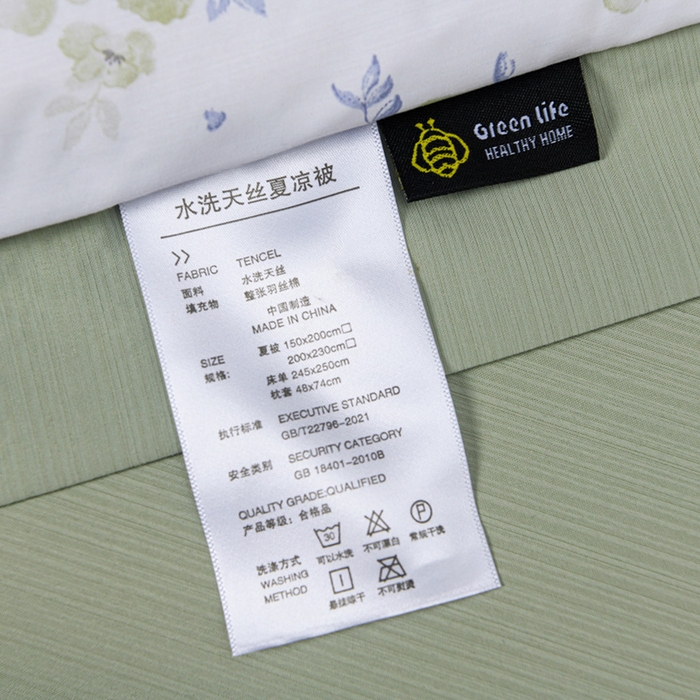 Green life
HEALTHY HOME
水洗天丝夏凉被
FABRIC TENCEL
面料 水洗天丝
填充物 整张羽丝棉
中国制造
MADE IN CHINA
SIZE 夏被 150x200cm□
规格: 200x230cm□
床单 245x250cm
枕套 48x74cm
EXECUTIVE STANDARD
执行标准 GB/T22796-2021
SECURITY CATEGORY
安全类别 GB 18401-2010B
QUALITY GRADE:QUALIFIED
产品等级: 合格品
30 P
洗涤方式 可以水洗 不可漂白 常规干洗
WASHING
METHOD 悬挂晾干 不可熨烫